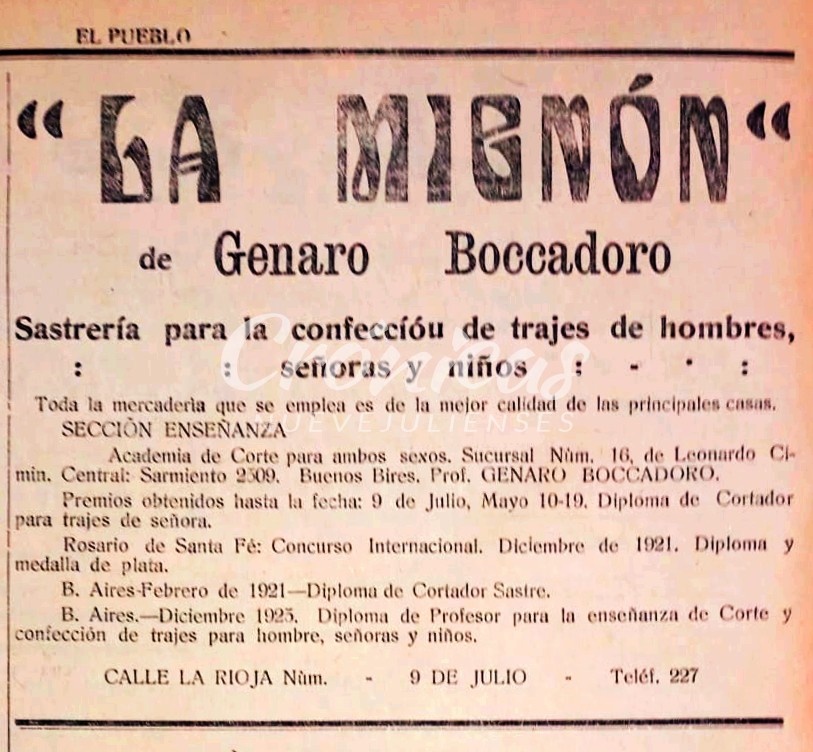 EL PUEBLO
“ LA MIGNÓN “
de Genaro Boccadoro
Sastrería para la confeccíóu de trajes de hombres,
: : señoras y niños : - · :
Toda la mercaderia que se emplea es de la mejor calidad de las principales casas.
SECCIÓN ENSEÑANZA
Academia de Corte para ambos sexos. Sucursal Núm. 16, de Leonardo Ci-
min. Central: Sarmiento 2509. Buenos Bires. Prof. GENARO BOCCADORO.
Premios obtenidos hasta la fecha: 9 de Julio, Mayo 10-19. Diploma de Cortador
para trajes de señora.
Rosario de Santa Fé: Concurso Internacional. Diciembre de 1921. Diploma y
medalla de plata.
B. Aires-Febrero de 1921—Diploma de Cortador Sastre.
B. Aires.—Diciembre 1925. Diploma de Profesor para la enseñanza de Corte y
confección de trajes para hombre, señoras y niños.
CALLE LA RIOJA Núm. - 9 DE JULIO - Teléf. 227
Crónicas
NUEVEJULIENSES